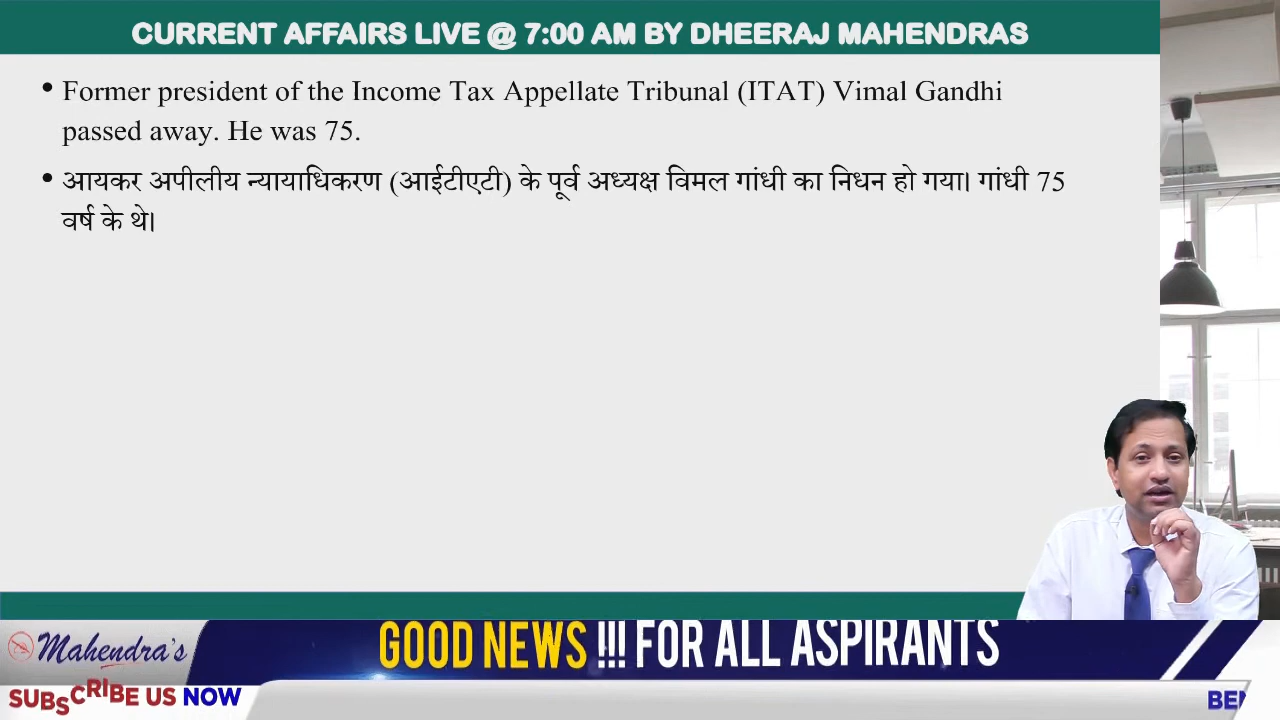 CURRENT AFFAIRS LIVE @ 7:00 AM BY DHEERAJ MAHENDRAS
• Former president of the Income Tax Appellate Tribunal (ITAT) Vimal Gandhi
passed away. He was 75.
• आयकर अपीलीय न्यायाधिकरण (आईटीएटी) के पूर्व अध्यक्ष विमल गांधी का निधन हो गया। गांधी 75
वर्ष के थे।
Mahendra's
GOOD NEWS !!! FOR ALL ASPIRANTS
SUBSCRIBE US NOW